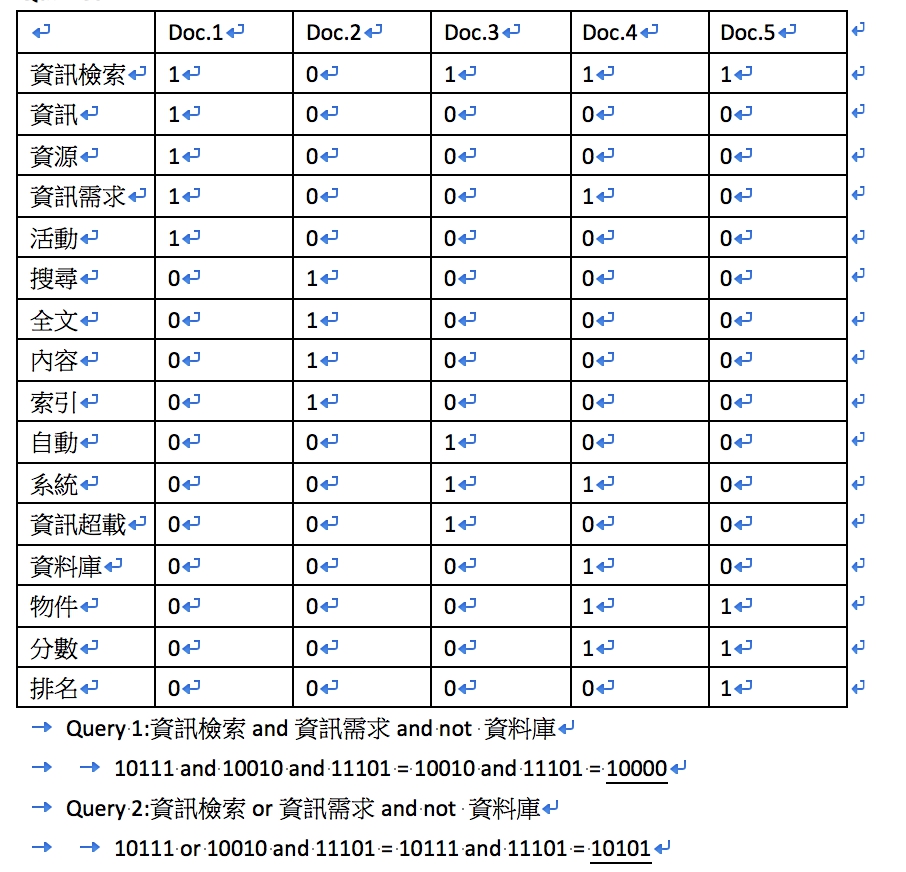 Doc.1 Doc.2 Doc.3 Doc.4 Doc.5
資訊檢索 1 0 1 1 1
資訊 1 0 0 0 0
資源 1 0 0 0 0
資訊需求 1 0 0 1 0
活動 1 0 0 0 0
搜尋 0 1 0 0 0
全文 0 1 0 0 0
內容 0 1 0 0 0
索引 0 1 0 0 0
自動 0 0 1 0 0
系統 0 0 1 1 0
資訊超載 0 0 1 0 0
資料庫 0 0 0 1 0
物件 0 0 0 1 1
分數 0 0 0 1 1
排名 0 0 0 0 1
Query 1:資訊檢索 and 資訊需求 and not 資料庫
10111 and 10010 and 11101 = 10010 and 11101 = 10000
Query 2:資訊檢索 or 資訊需求 and not 資料庫
10111 or 10010 and 11101 = 10111 and 11101 = 10101